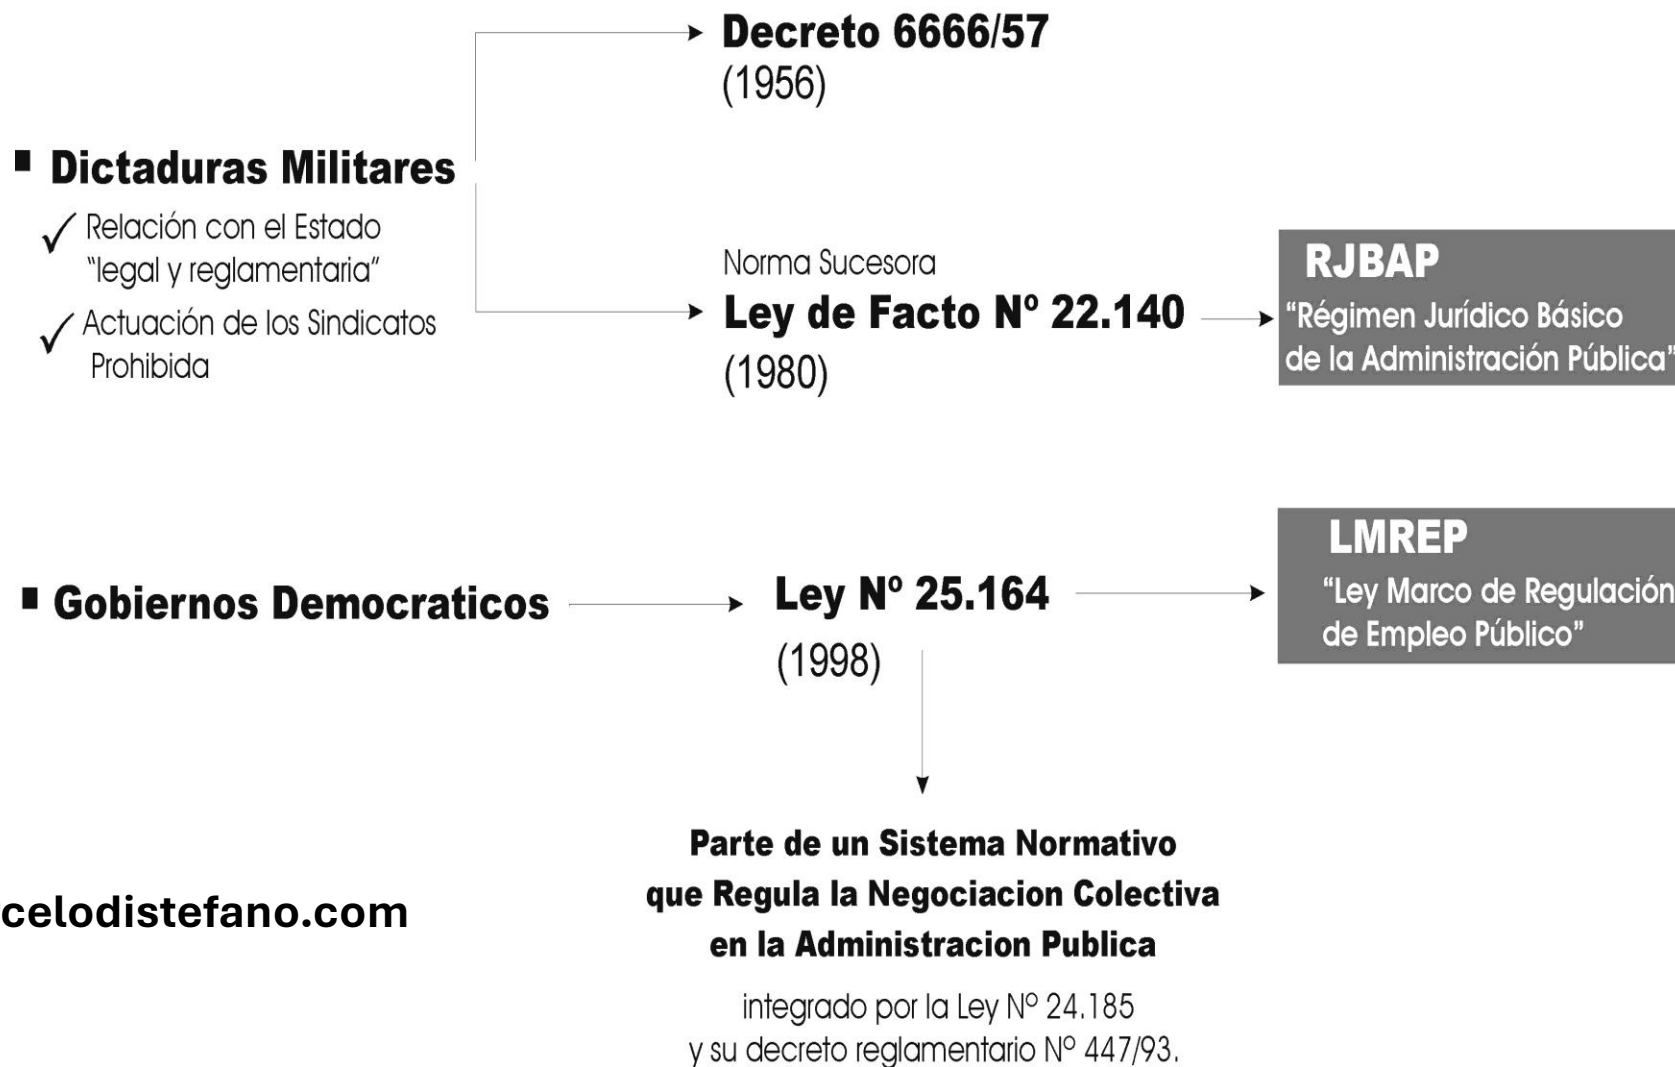 Decreto 6666/57
(1956)
Dictaduras Militares
Relación con el Estado
"legal y reglamentaria"
Actuación de los Sindicatos
Prohibida
Norma Sucesora
Ley de Facto Nº 22.140
(1980)
RJBAP
“Régimen Jurídico Básico
de la Administración Pública”
Gobiernos Democraticos
Ley Nº 25.164
(1998)
LMREP
“Ley Marco de Regulación
de Empleo Público”
Parte de un Sistema Normativo
que Regula la Negociacion Colectiva
en la Administracion Publica
integrado por la Ley Nº 24.185
y su decreto reglamentario Nº 447/93.
rcelodistefano.com